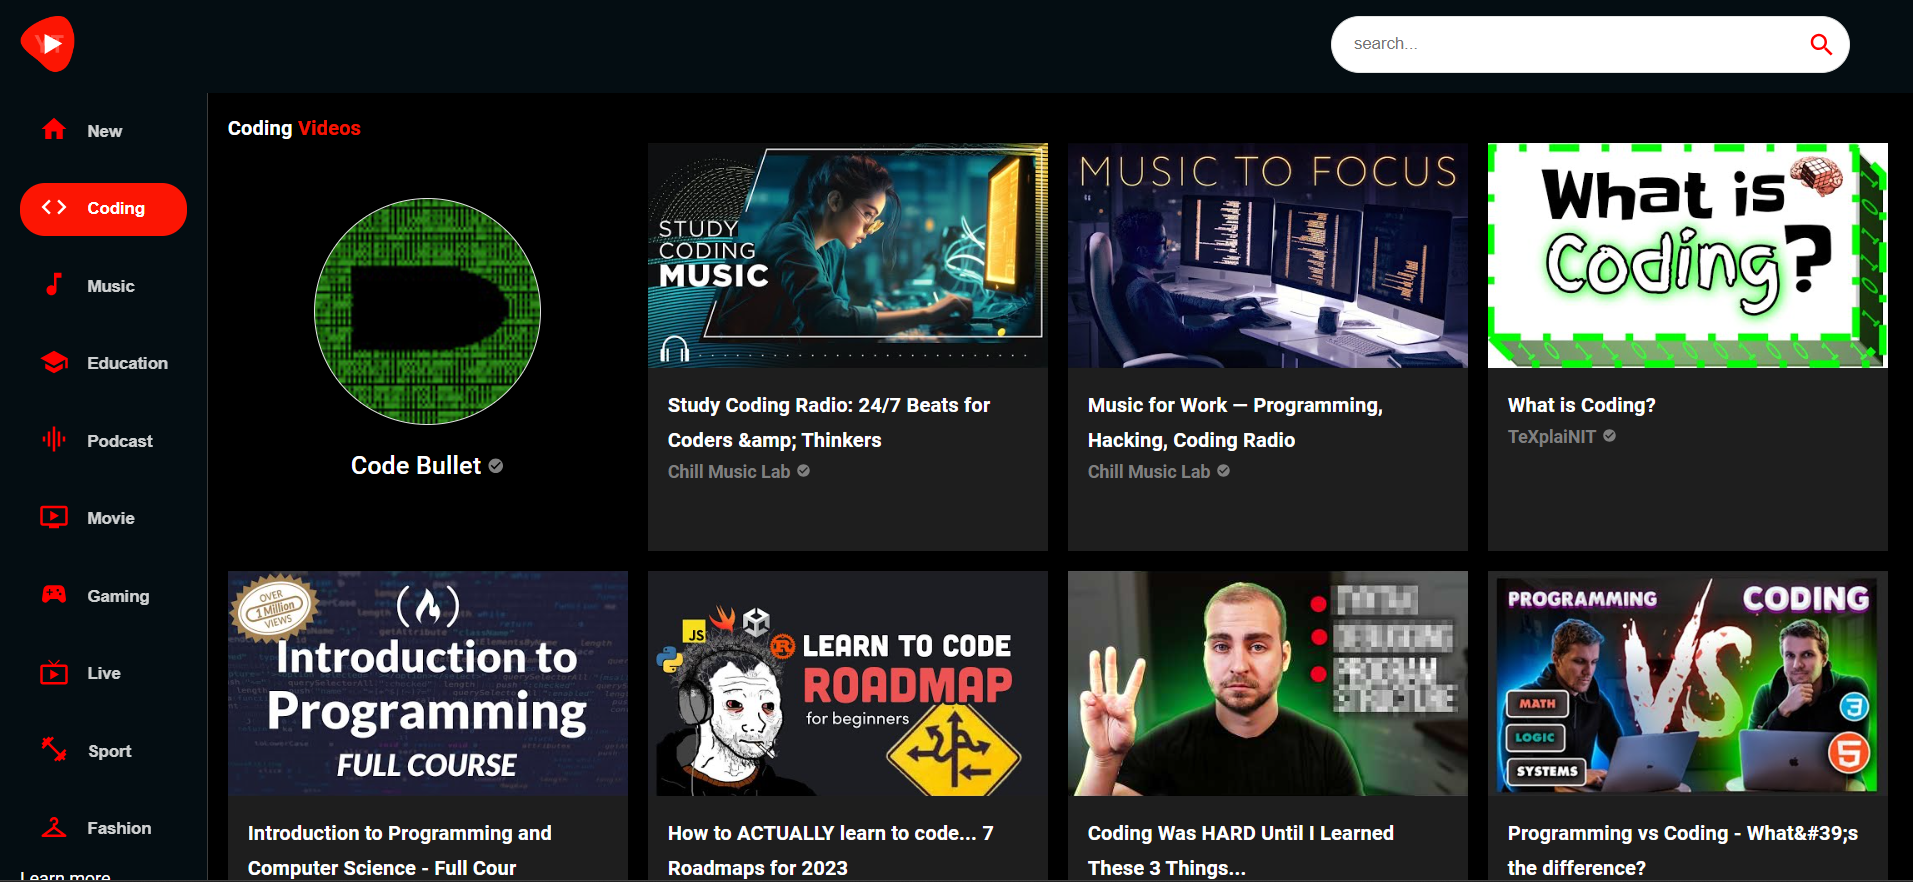 YT
search...
New
Coding
Music
Education
Podcast
Movie
Gaming
Live
Sport
Fashion
Learn more
Coding Videos
Code Bullet
STUDY
CODING
MUSIC
Study Coding Radio: 24/7 Beats for
Coders &amp; Thinkers
Chill Music Lab
MUSIC TO FOCUS
Music for Work — Programming,
Hacking, Coding Radio
Chill Music Lab
What is
Coding?
What is Coding?
TeXplaiNIT
OVER
1 Million
VIEWS
Introduction to
Programming
FULL COURSE
Introduction to Programming and
Computer Science - Full Cour
JS
LEARN TO CODE
ROADMAP
for beginners
How to ACTUALLY learn to code... 7
Roadmaps for 2023
Coding Was HARD Until I Learned
These 3 Things...
PROGRAMMING
CODING
VS
MATH
LOGIC
SYSTEMS
3
5
Programming vs Coding - What&#39;s
the difference?